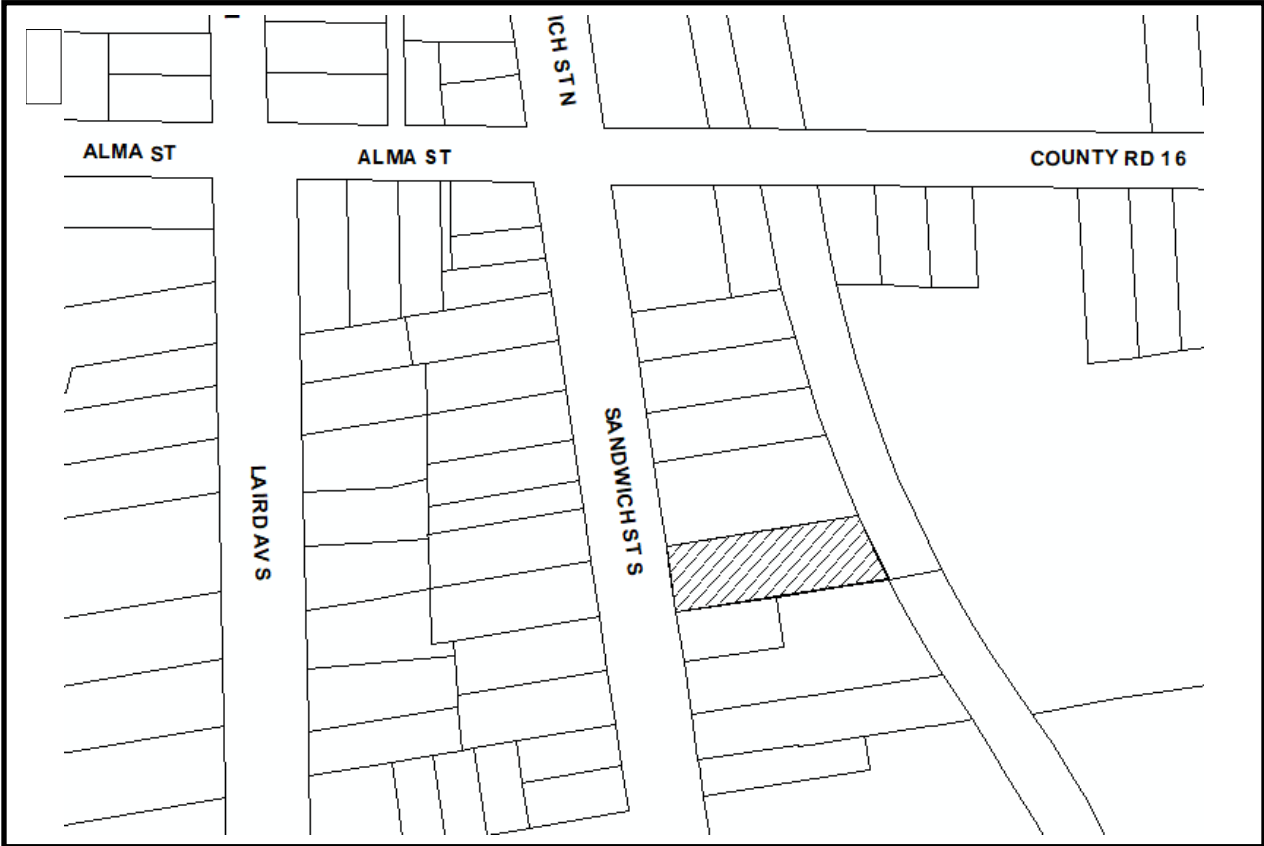 ICH ST N
ALMA ST
ALMA ST
COUNTY RD 16
SANDWICH ST S
LAIRD AV S